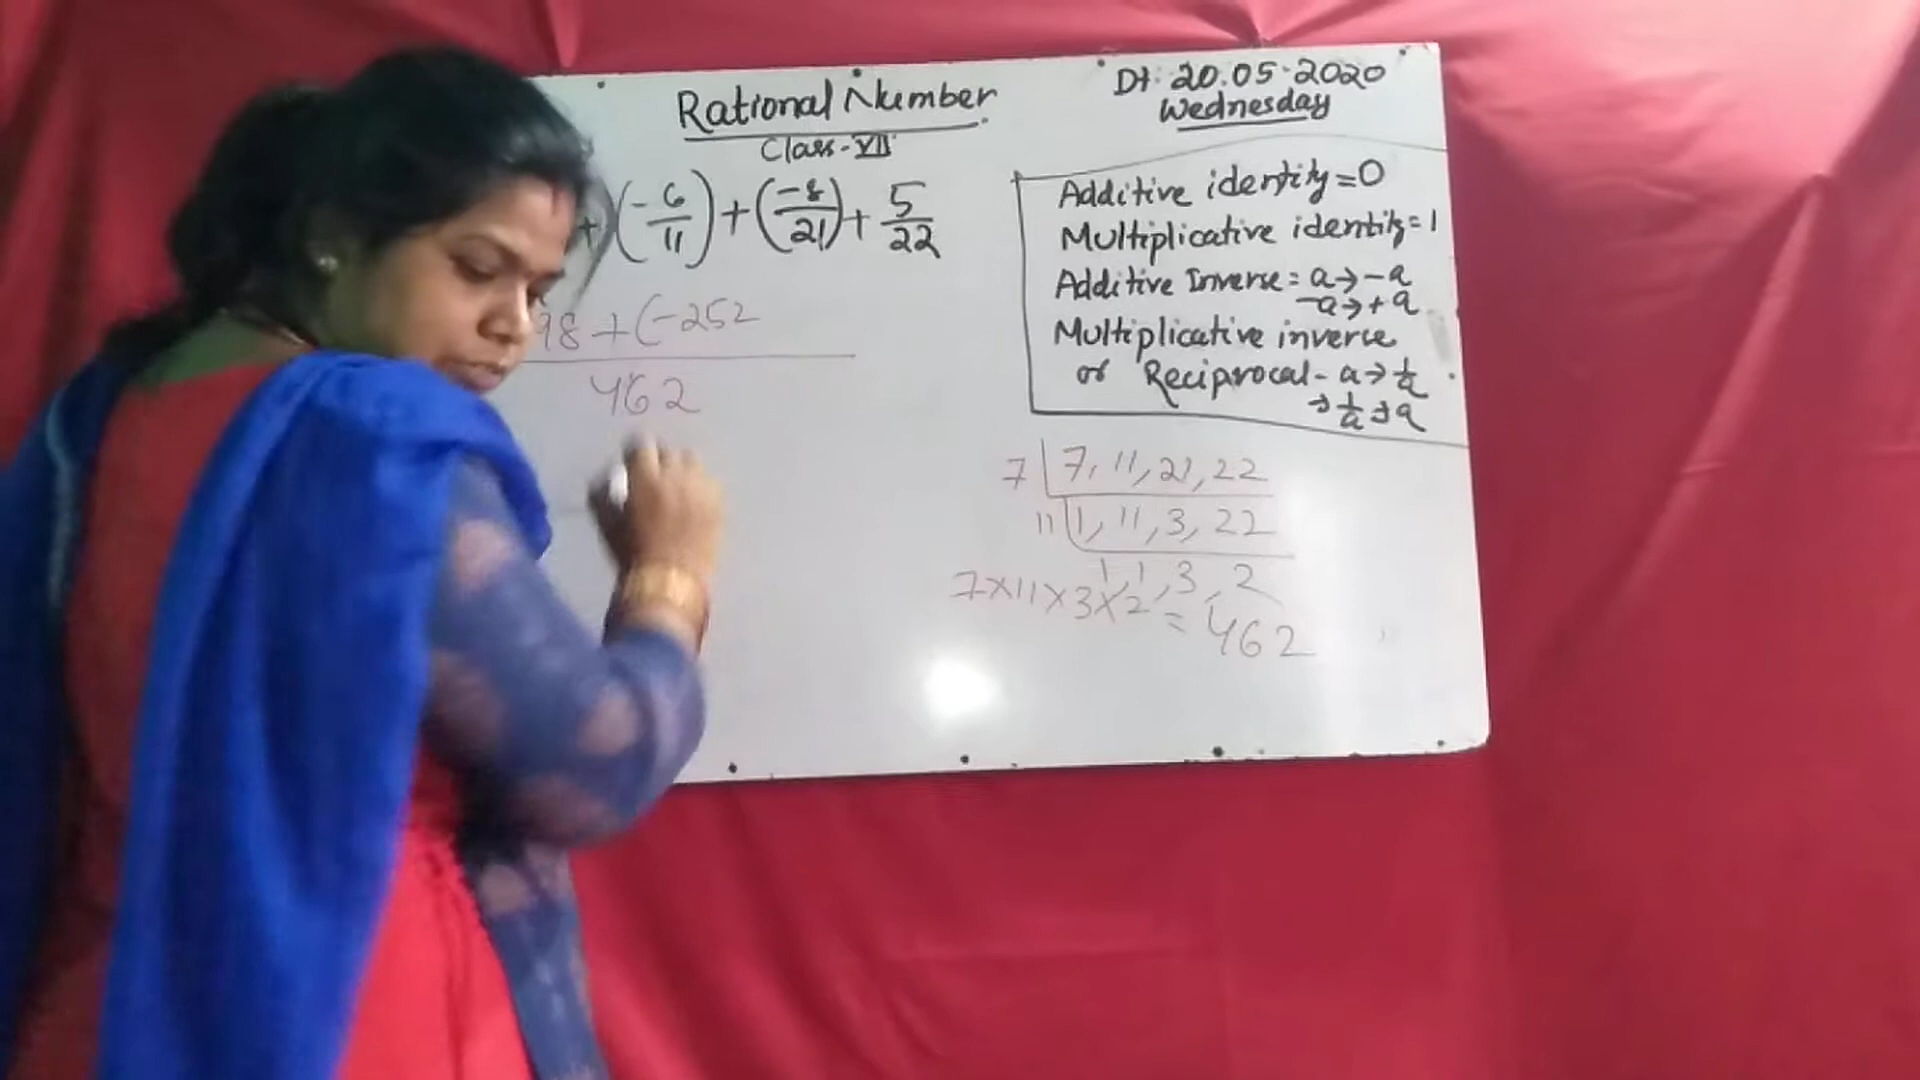 Rational Number
Class-VII
Dt: 20.05.2020
Wednesday
+ (-6/11) + (-8/21) + 5/22
98 + (-252
462
Additive identity = 0
Multiplicative identity = 1
Additive Inverse = a → -a
-a → + a
Multiplicative inverse
or Reciprocal - a → 1/a
→ 1/a → a
7 | 7, 11, 21, 22
11 | 1, 11, 3, 22
1, 1, 3, 2
7 × 11 × 3 × 2 = 462